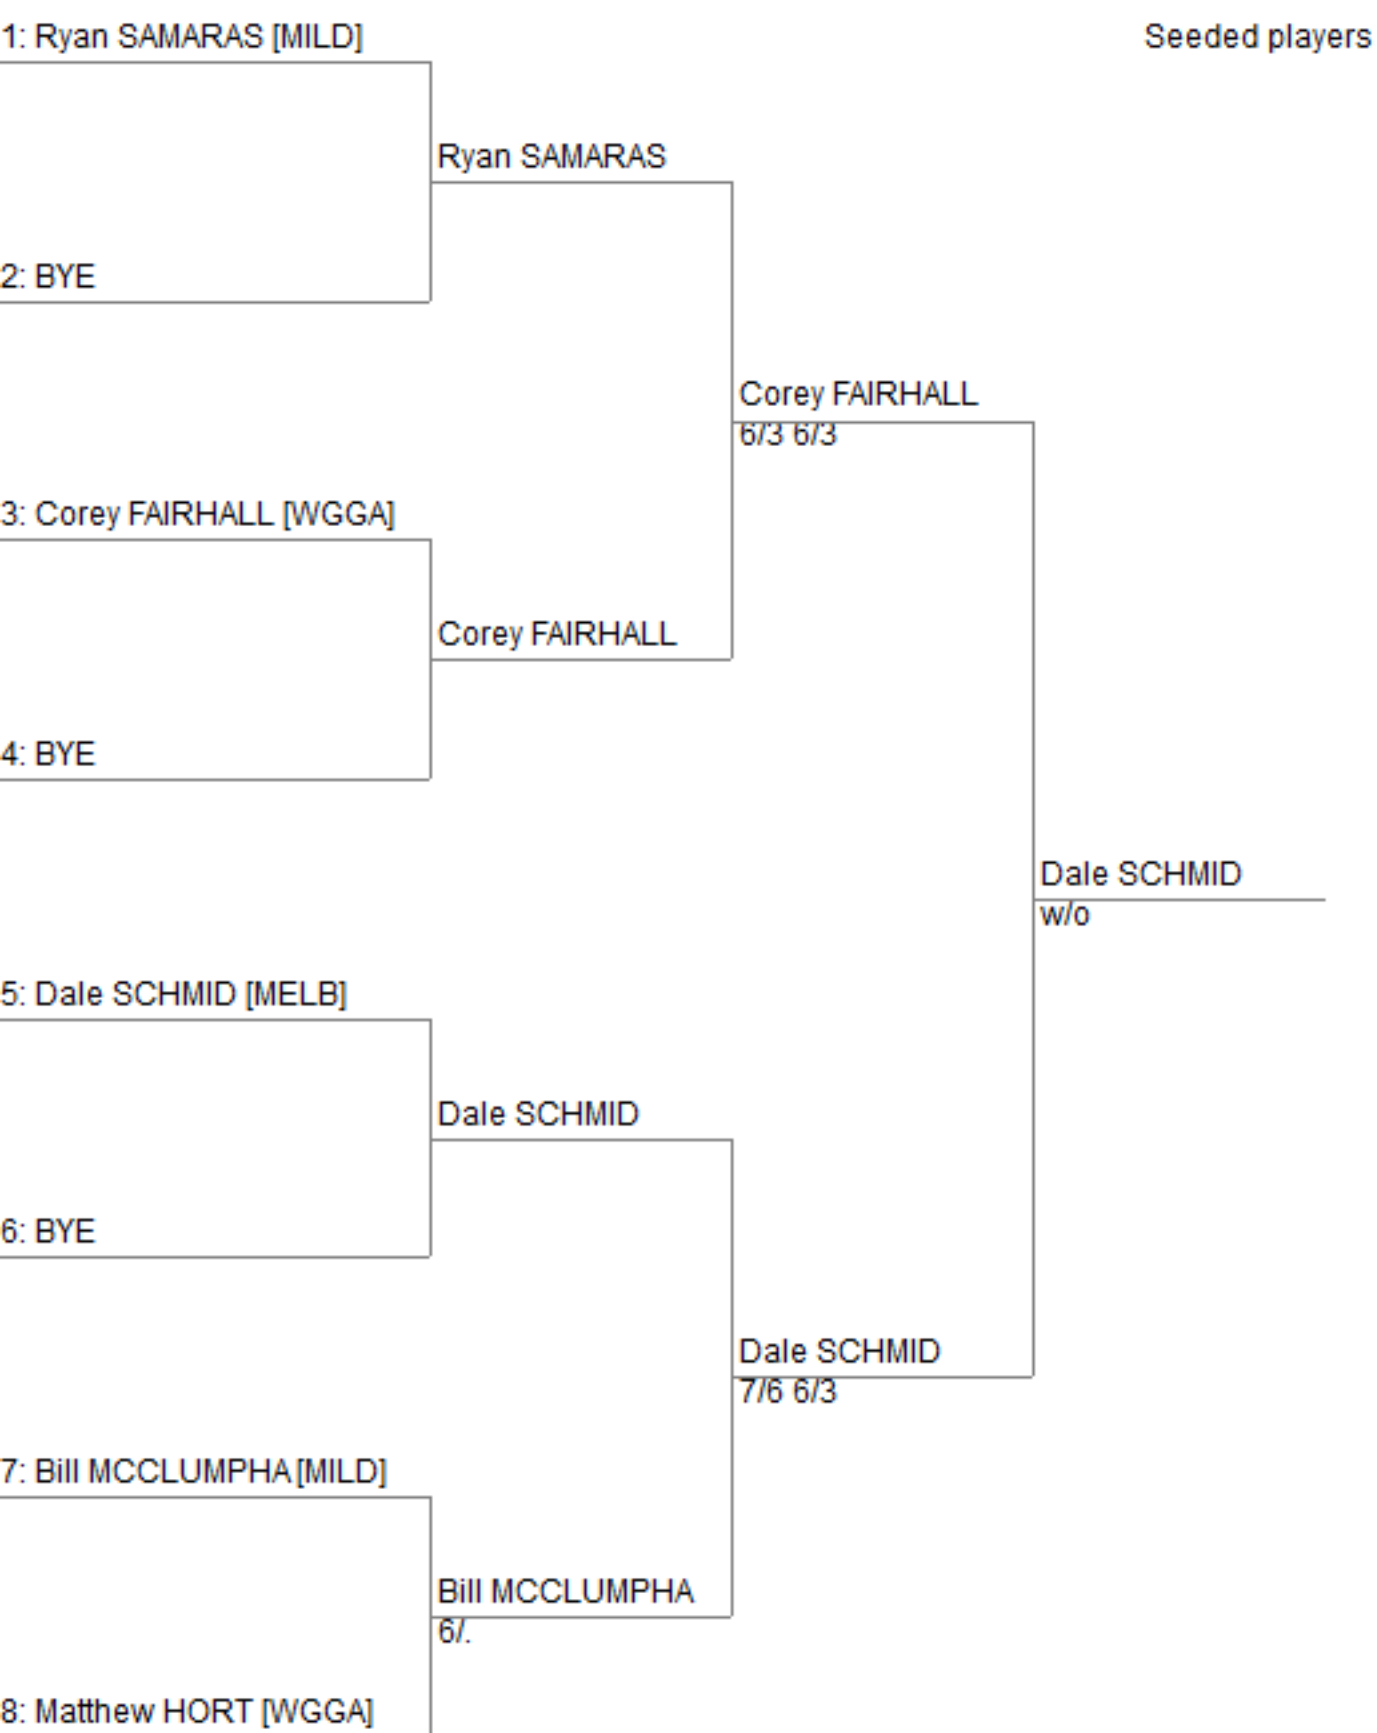 1: Ryan SAMARAS [MILD]
Seeded players
Ryan SAMARAS
2: BYE
Corey FAIRHALL
6/3 6/3
3: Corey FAIRHALL [WGGA]
Corey FAIRHALL
4: BYE
Dale SCHMID
w/o
5: Dale SCHMID [MELB]
Dale SCHMID
6: BYE
Dale SCHMID
7/6 6/3
7: Bill MCCLUMPHA [MILD]
Bill MCCLUMPHA
6/.
8: Matthew HORT [WGGA]